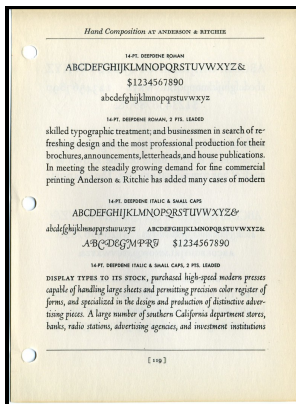 Hand Composition AT ANDERSON & RITCHIE
14-PT. DEEPDENE ROMAN
ABCDEFGHIJKLMNOPQRSTUVWXYZ&
$1234567890
abcdefghijklmnopqrstuvwxyz
14-PT. DEEPDENE ROMAN, 2 PTS. LEADED
skilled typographic treatment; and businessmen in search of re-
freshing design and the most professional production for their
brochures, announcements, letterheads, and house publications.
In meeting the steadily growing demand for fine commercial
printing Anderson & Ritchie has added many cases of modern
14-PT. DEEPDENE ITALIC & SMALL CAPS
ABCDEFGHIJKLMNOPQRSTUVWXYZ&
abcdefghijklmnopqrstuvwxyz ABCDEFGHIJKLMNOPQRSTUVWXYZ&
ABCDEGMPRT $1234567890
14-PT. DEEPDENE ITALIC & SMALL CAPS, 2 PTS. LEADED
DISPLAY TYPES TO ITS STOCK, purchased high-speed modern presses
capable of handling large sheets and permitting precision color register of
forms, and specialized in the design and production of distinctive adver-
tising pieces. A large number of southern California department stores,
banks, radio stations, advertising agencies, and investment institutions
[ 119 ]